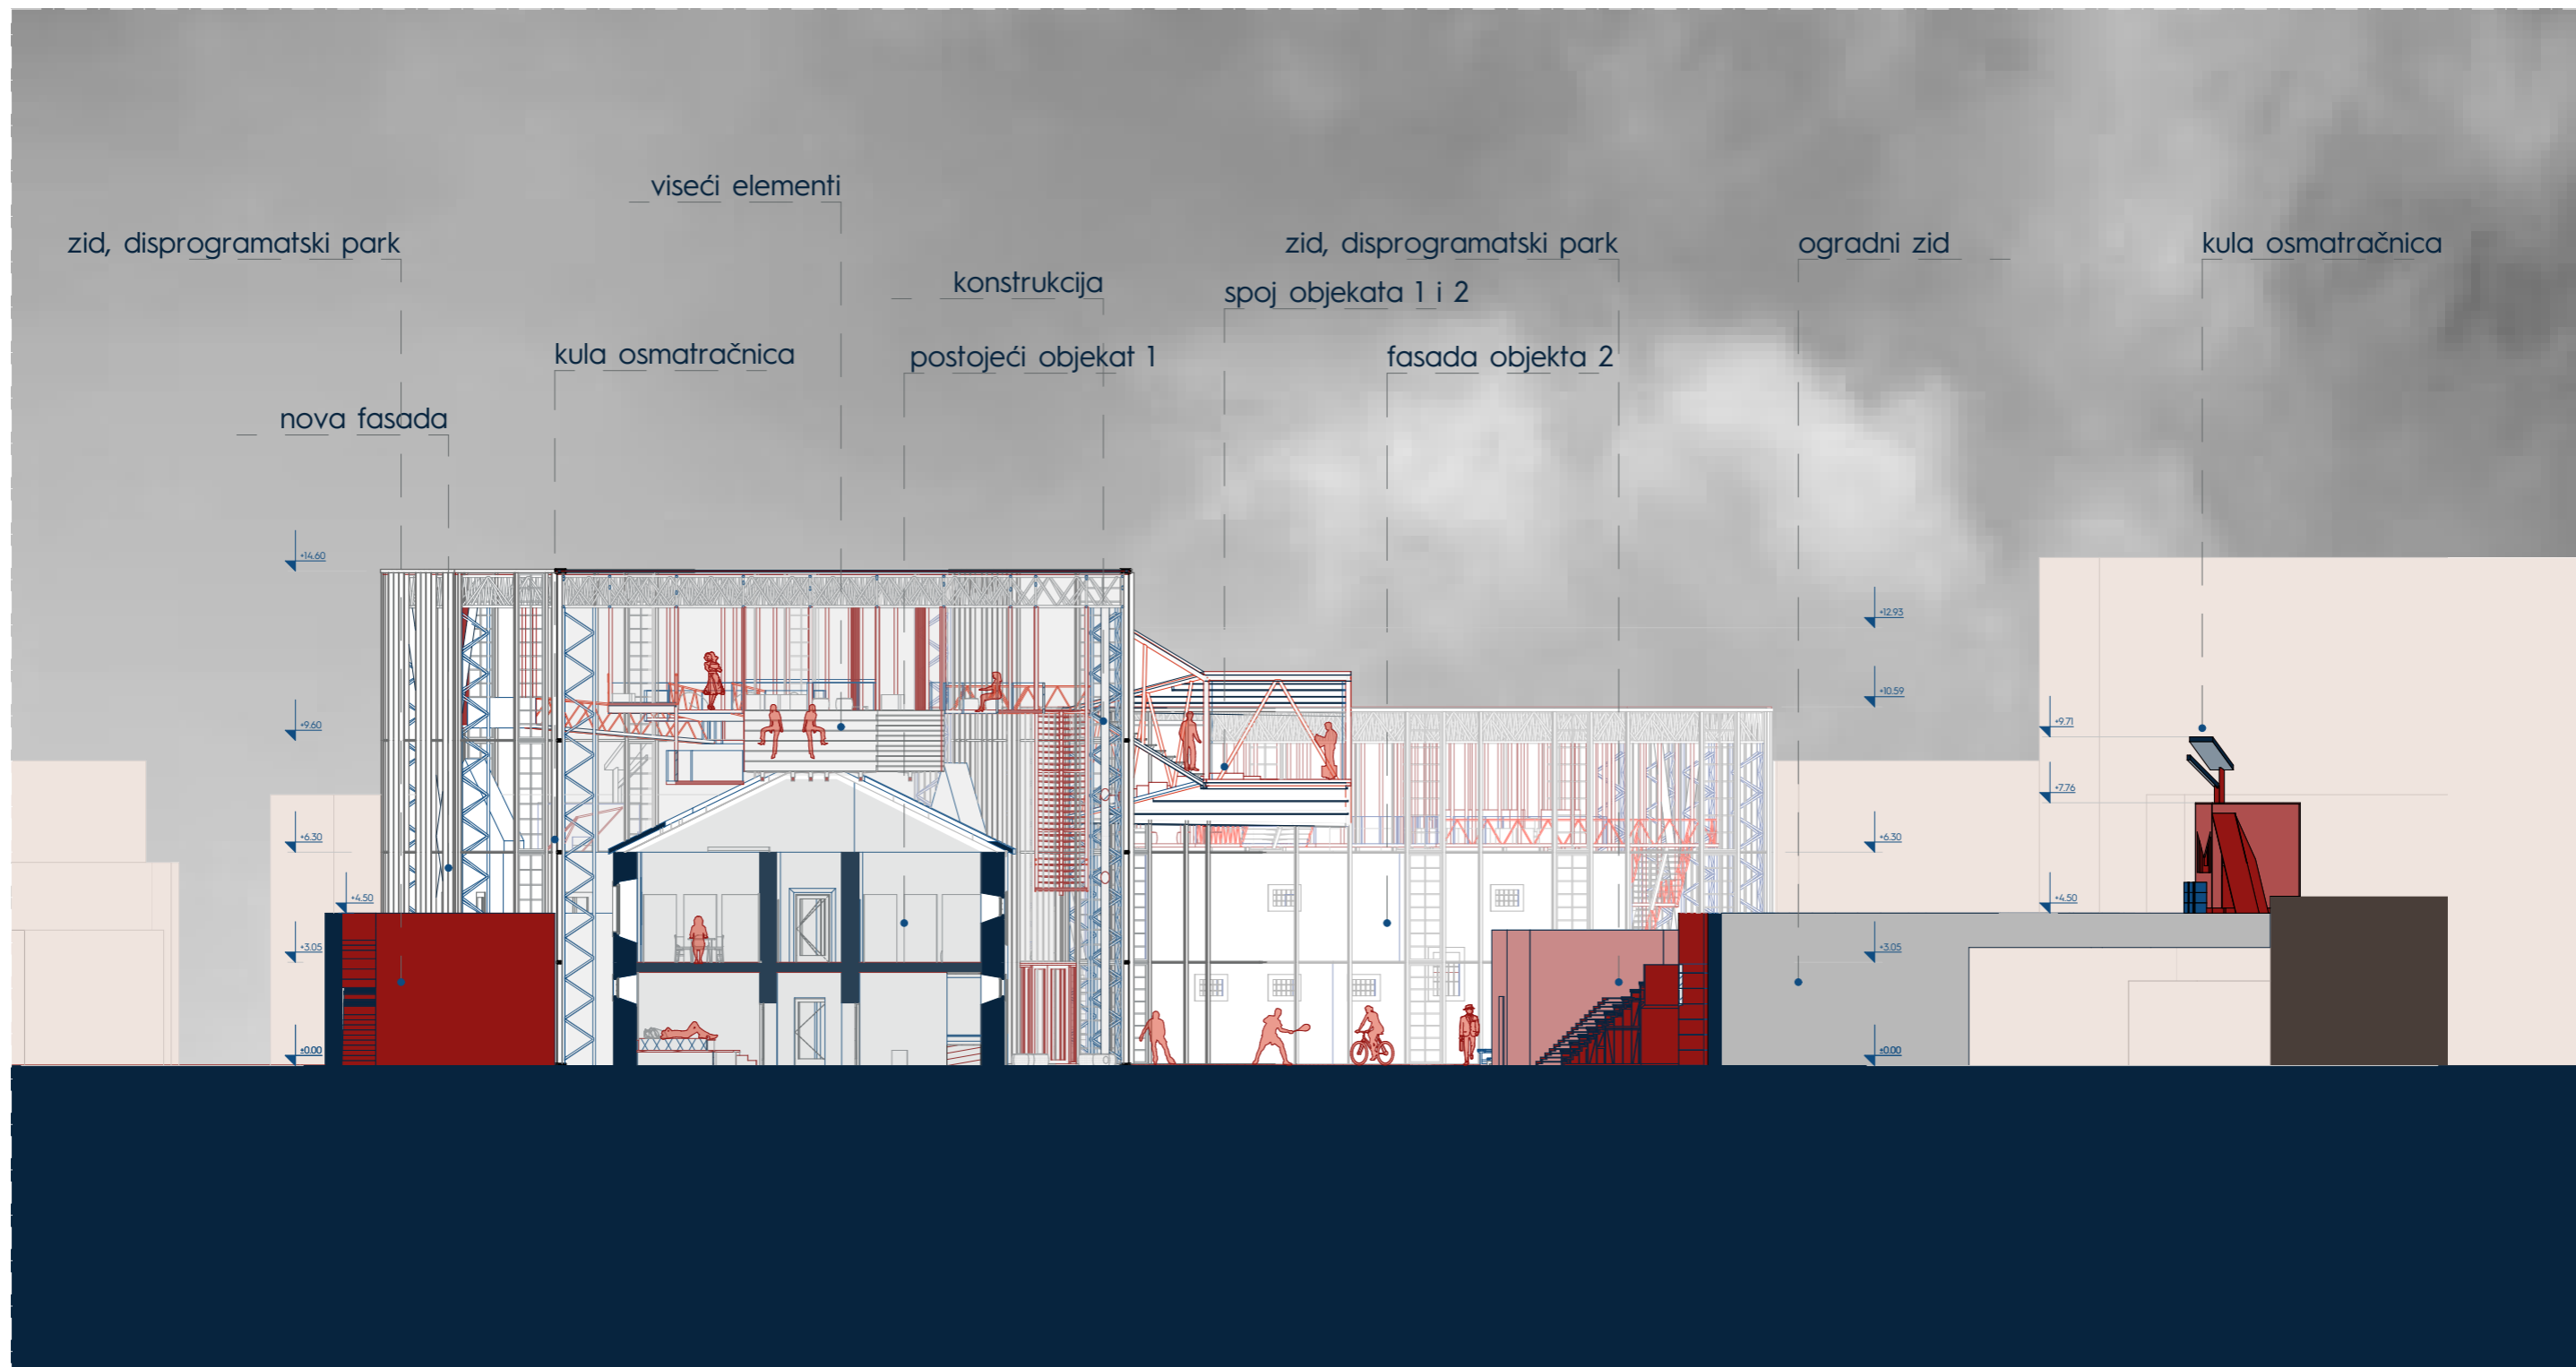 viseći elementi
zid, disprogramatski park
zid, disprogramatski park
ogradni zid
kula osmatračnica
konstrukcija
spoj objekata 1 i 2
kula osmatračnica
postojeći objekat 1
fasada objekta 2
nova fasada
+14.60
+12.93
+10.59
+9.60
+9.71
+7.76
+6.30
+6.30
+4.50
+4.50
+3.05
+3.05
±0.00
±0.00